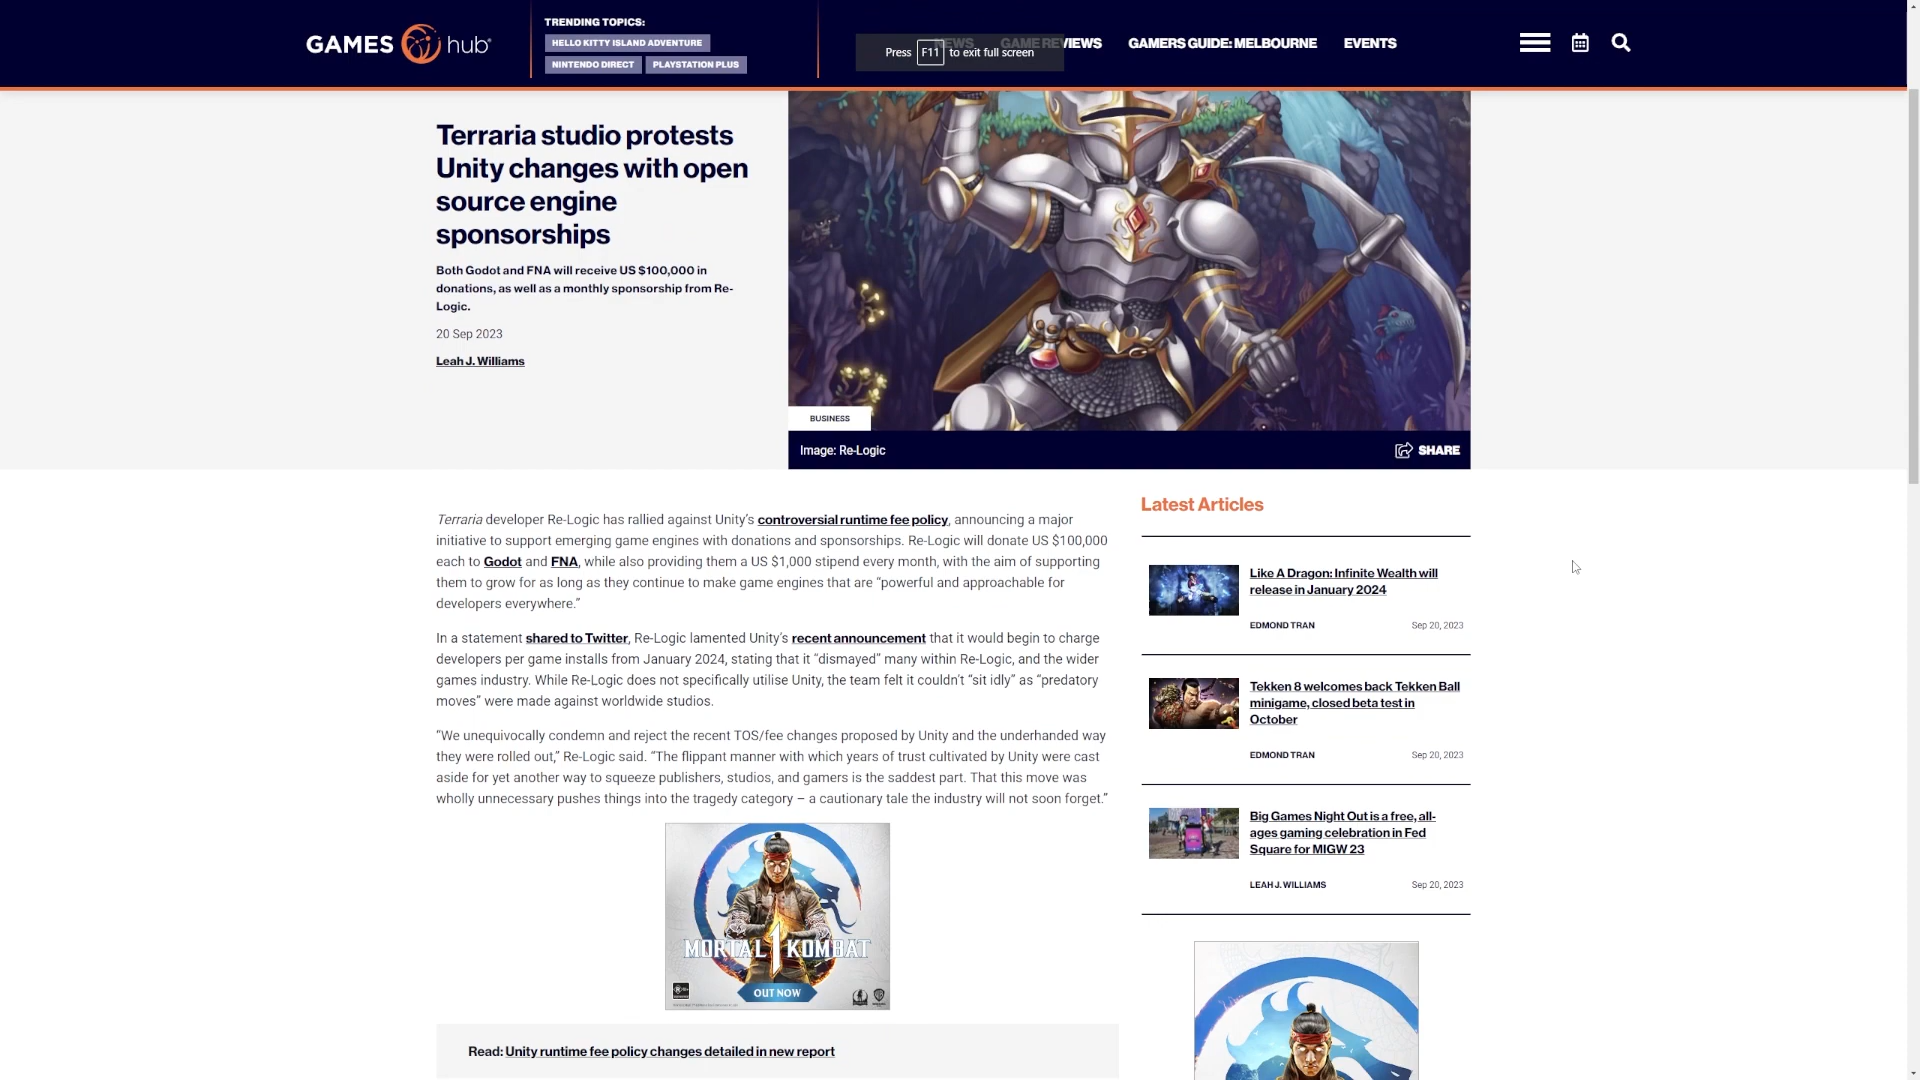 GAMES hub
TRENDING TOPICS:
HELLO KITTY ISLAND ADVENTURE
NINTENDO DIRECT PLAYSTATION PLUS
NEWS GAME REVIEWS GAMERS GUIDE: MELBOURNE EVENTS
Press F11 to exit full screen
Terraria studio protests
Unity changes with open
source engine
sponsorships
Both Godot and FNA will receive US $100,000 in
donations, as well as a monthly sponsorship from Re-
Logic.
20 Sep 2023
Leah J. Williams
BUSINESS
Image: Re-Logic
SHARE
Terraria developer Re-Logic has rallied against Unity’s controversial runtime fee policy, announcing a major
initiative to support emerging game engines with donations and sponsorships. Re-Logic will donate US $100,000
each to Godot and FNA, while also providing them a US $1,000 stipend every month, with the aim of supporting
them to grow for as long as they continue to make game engines that are “powerful and approachable for
developers everywhere.”
In a statement shared to Twitter, Re-Logic lamented Unity’s recent announcement that it would begin to charge
developers per game installs from January 2024, stating that it “dismayed” many within Re-Logic, and the wider
games industry. While Re-Logic does not specifically utilise Unity, the team felt it couldn’t “sit idly” as “predatory
moves” were made against worldwide studios.
“We unequivocally condemn and reject the recent TOS/fee changes proposed by Unity and the underhanded way
they were rolled out,” Re-Logic said. “The flippant manner with which years of trust cultivated by Unity were cast
aside for yet another way to squeeze publishers, studios, and gamers is the saddest part. That this move was
wholly unnecessary pushes things into the tragedy category – a cautionary tale the industry will not soon forget.”
MORTAL KOMBAT 1
OUT NOW
Read: Unity runtime fee policy changes detailed in new report
Latest Articles
Like A Dragon: Infinite Wealth will
release in January 2024
EDMOND TRAN Sep 20, 2023
Tekken 8 welcomes back Tekken Ball
minigame, closed beta test in
October
EDMOND TRAN Sep 20, 2023
Big Games Night Out is a free, all-
ages gaming celebration in Fed
Square for MIGW 23
LEAH J. WILLIAMS Sep 20, 2023